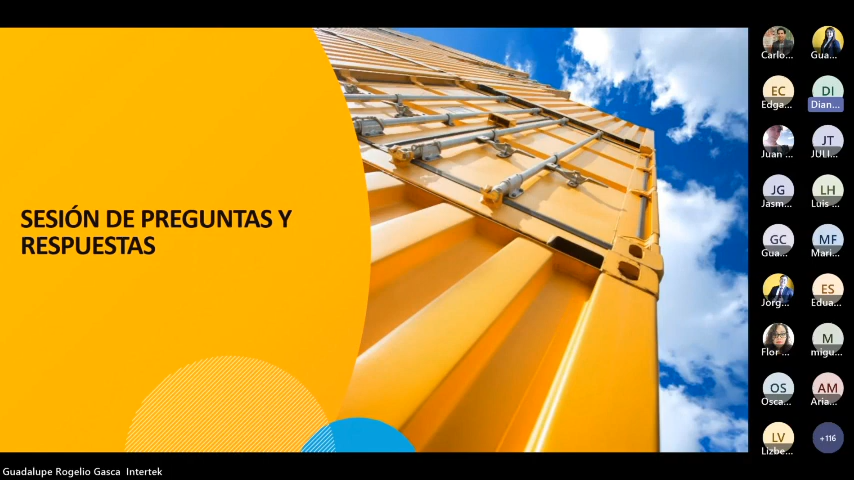 SESIÓN DE PREGUNTAS Y
RESPUESTAS
Carlo...
Gua...
EC
Edga...
DI
Dian...
Juan ...
JT
JULI...
JG
Jasm...
LH
Luis ...
GC
Gua...
MF
Mari...
Jorg...
ES
Edua...
Flor ...
M
migu...
OS
Osca...
AM
Aria...
LV
Lizbe...
+116
Guadalupe Rogelio Gasca Intertek